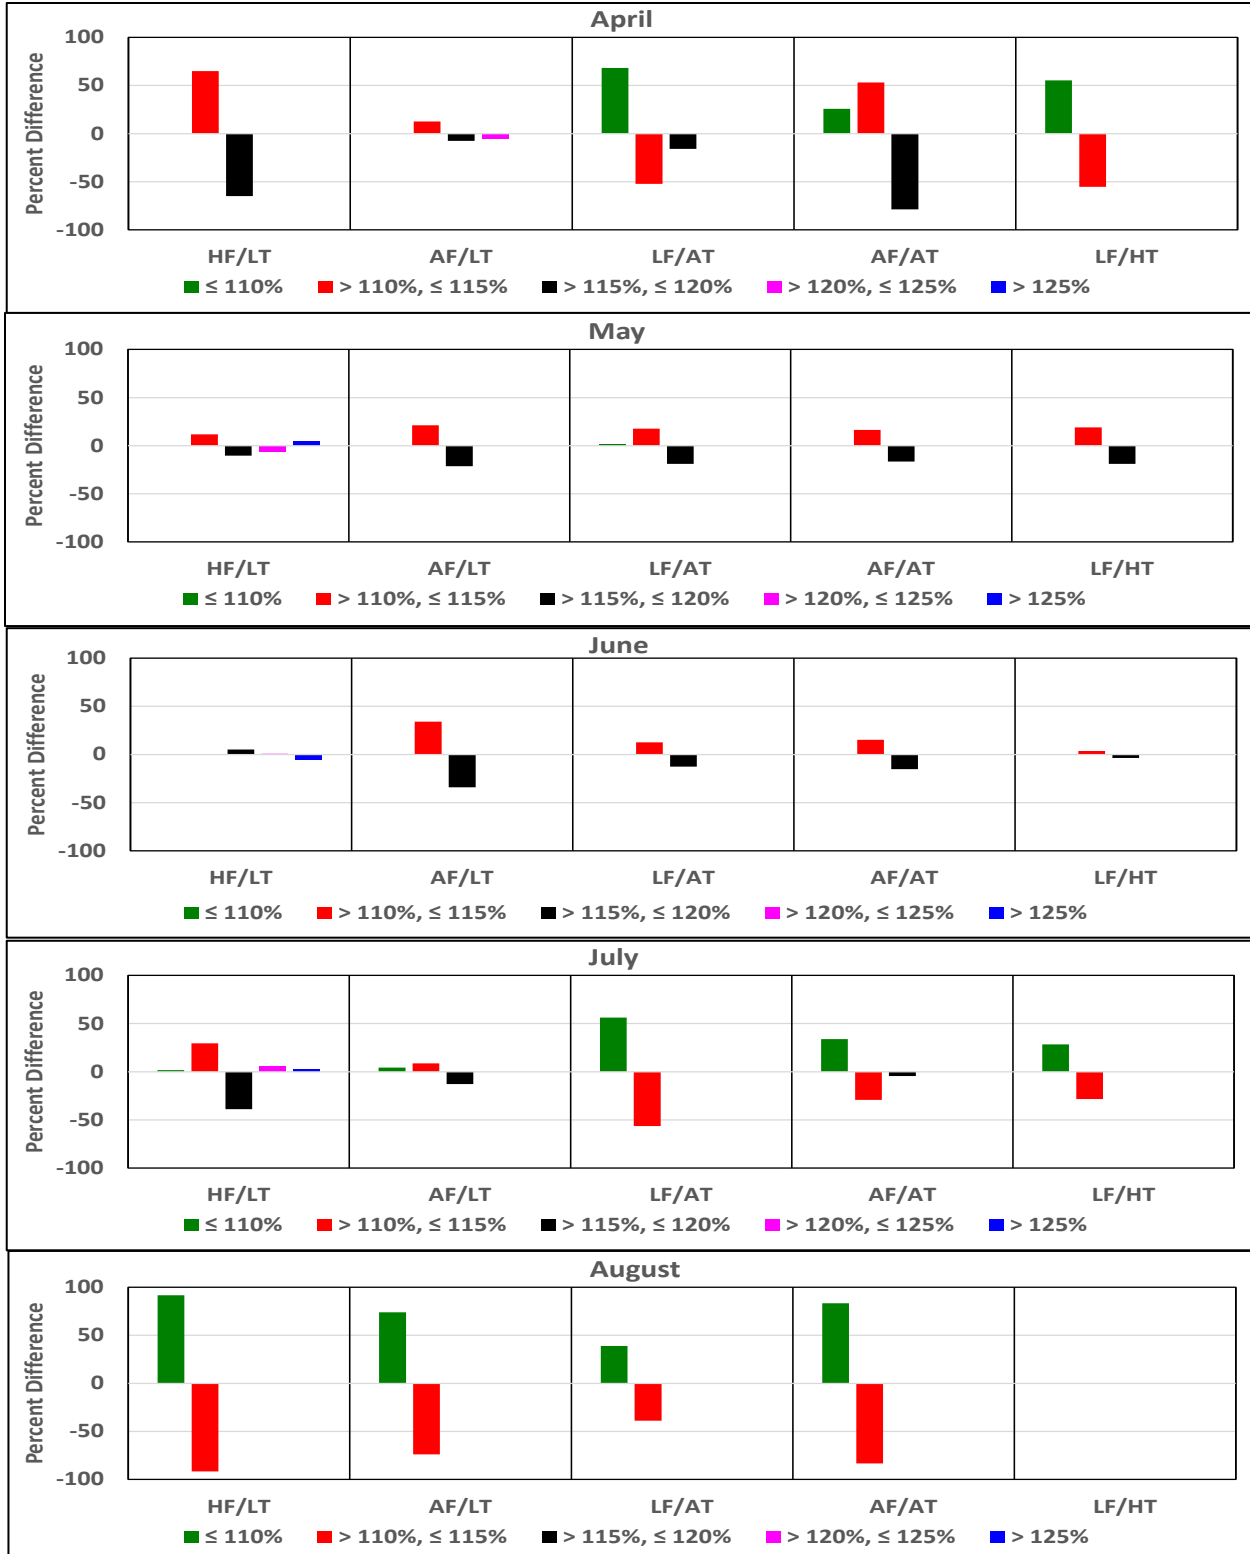 April
Percent Difference
100
50
0
-50
-100
HF/LT AF/LT LF/AT AF/AT LF/HT
≤ 110% > 110%, ≤ 115% > 115%, ≤ 120% > 120%, ≤ 125% > 125%
May
Percent Difference
100
50
0
-50
-100
HF/LT AF/LT LF/AT AF/AT LF/HT
≤ 110% > 110%, ≤ 115% > 115%, ≤ 120% > 120%, ≤ 125% > 125%
June
Percent Difference
100
50
0
-50
-100
HF/LT AF/LT LF/AT AF/AT LF/HT
≤ 110% > 110%, ≤ 115% > 115%, ≤ 120% > 120%, ≤ 125% > 125%
July
Percent Difference
100
50
0
-50
-100
HF/LT AF/LT LF/AT AF/AT LF/HT
≤ 110% > 110%, ≤ 115% > 115%, ≤ 120% > 120%, ≤ 125% > 125%
August
Percent Difference
100
50
0
-50
-100
HF/LT AF/LT LF/AT AF/AT LF/HT
≤ 110% > 110%, ≤ 115% > 115%, ≤ 120% > 120%, ≤ 125% > 125%